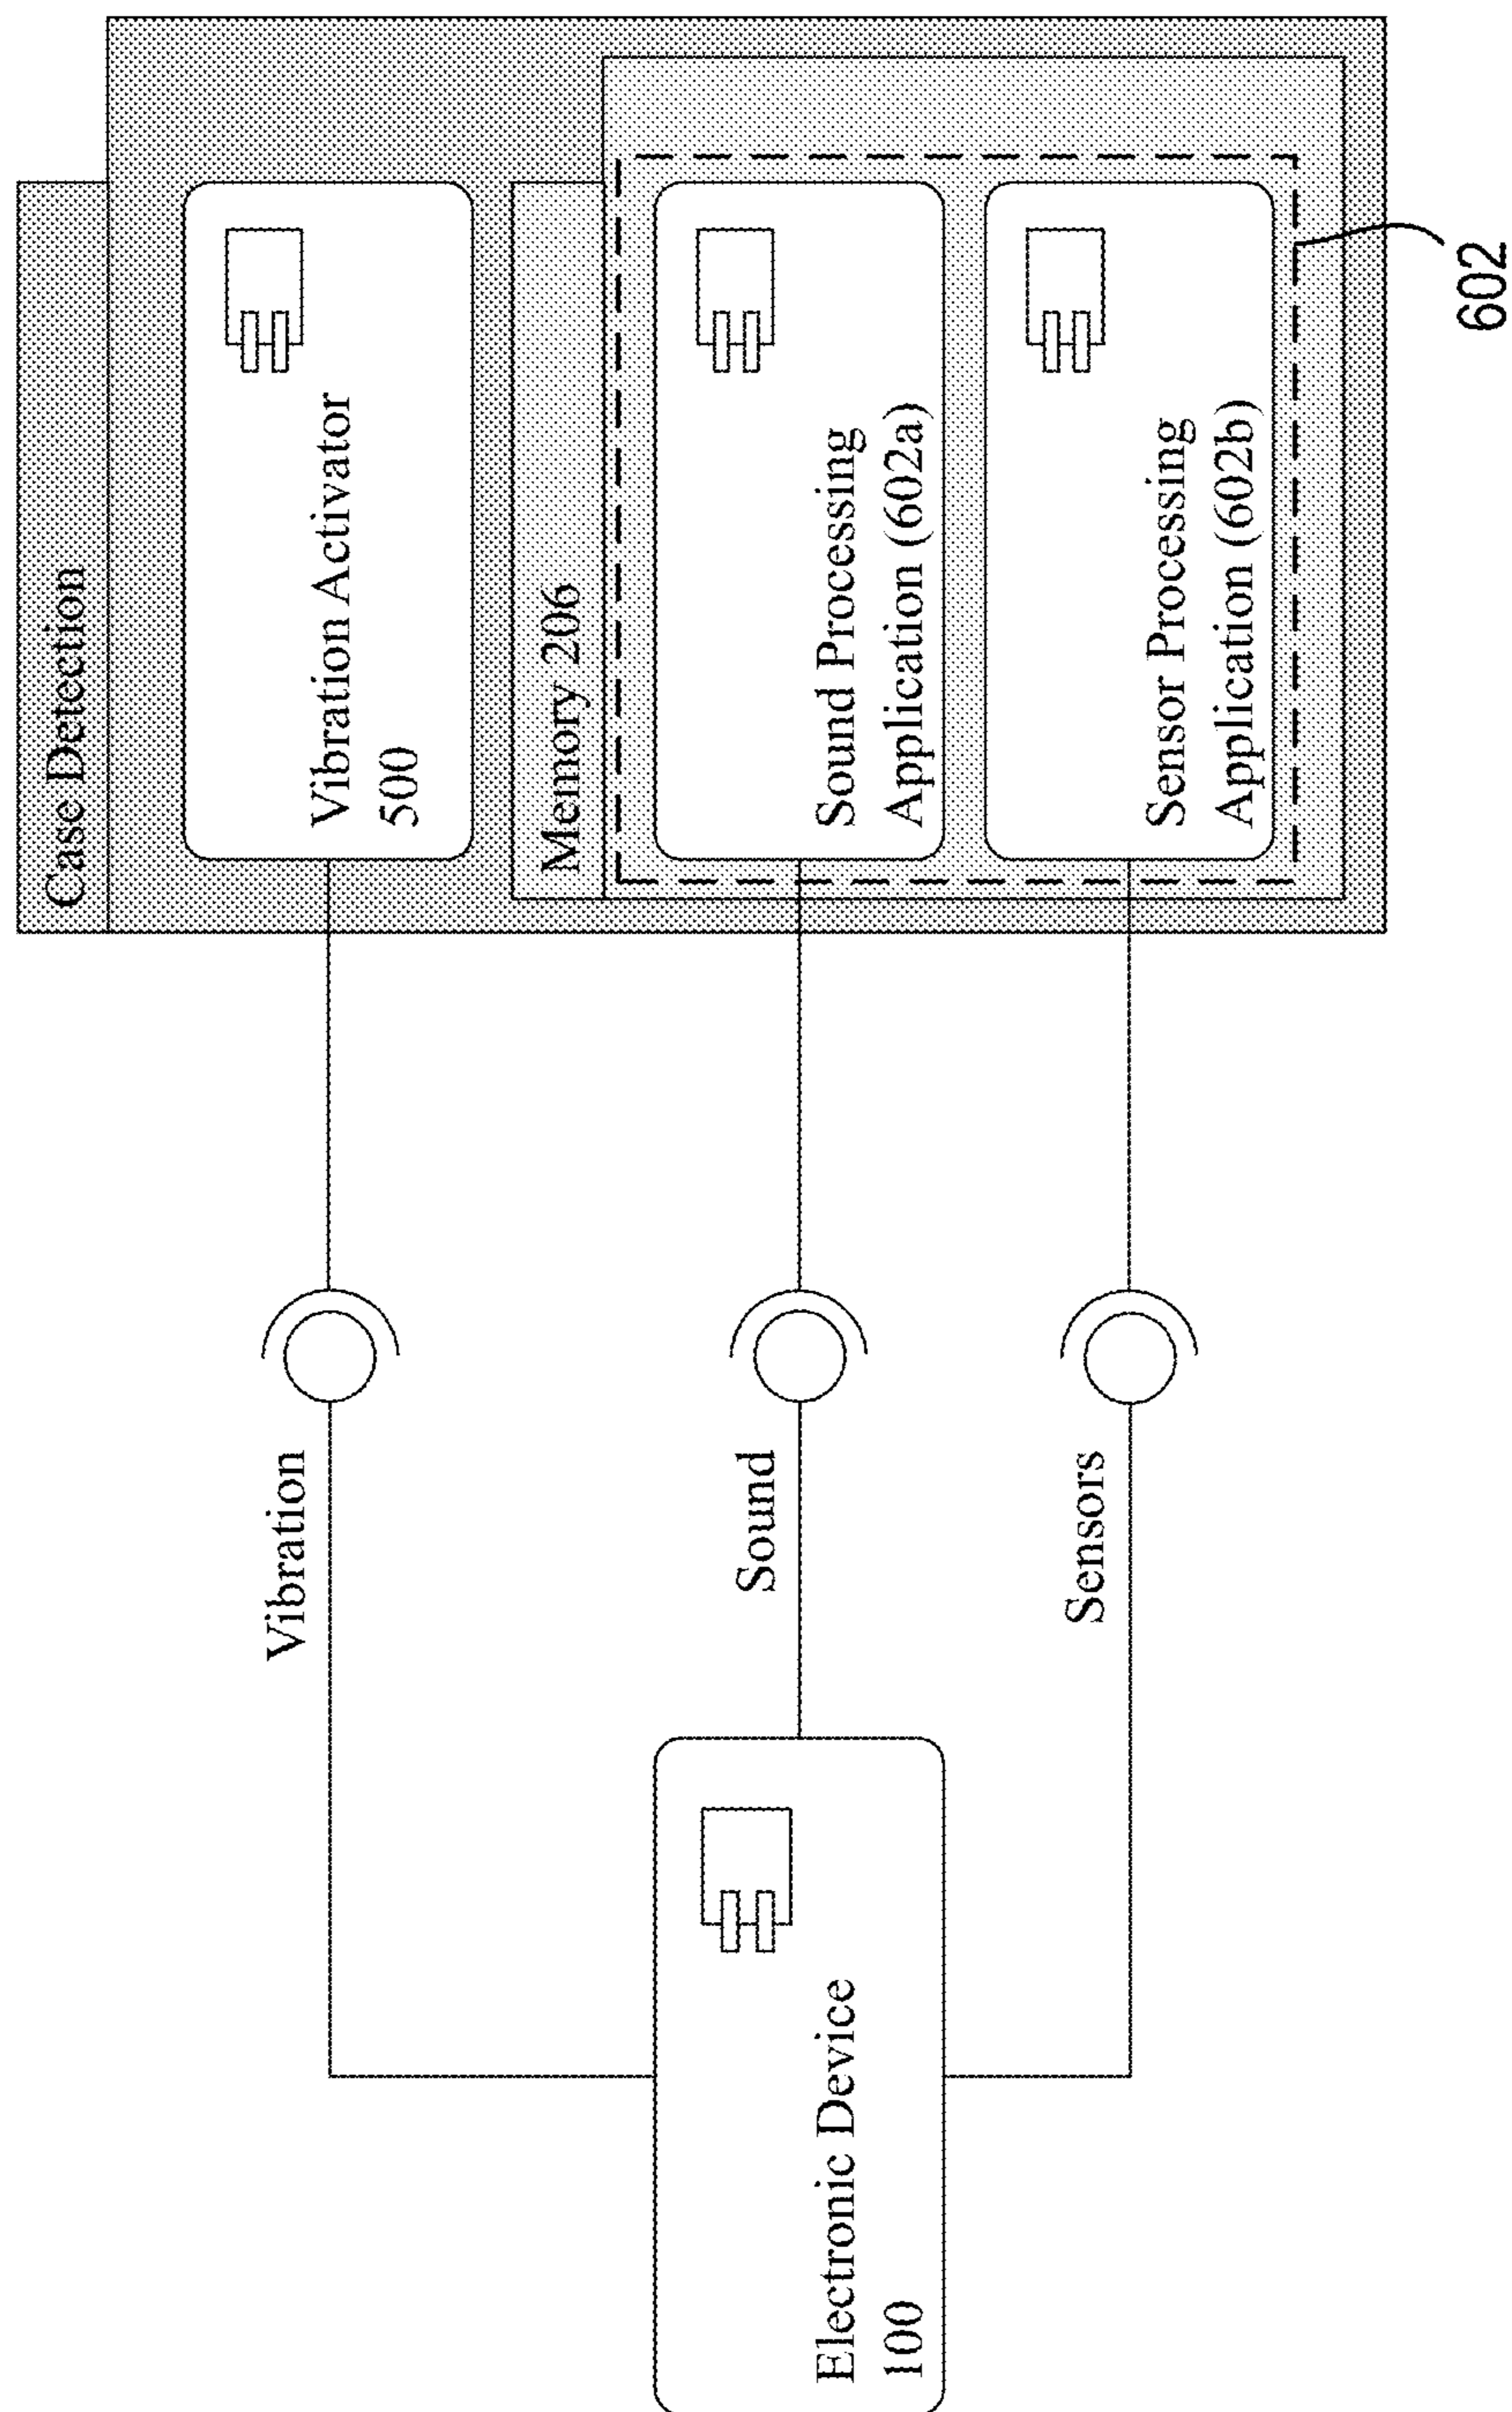 Case Detection
Vibration Activator
500
Memory 206
Sound Processing
Application (602a)
Sensor Processing
Application (602b)
602
Vibration
Sound
Sensors
Electronic Device
100